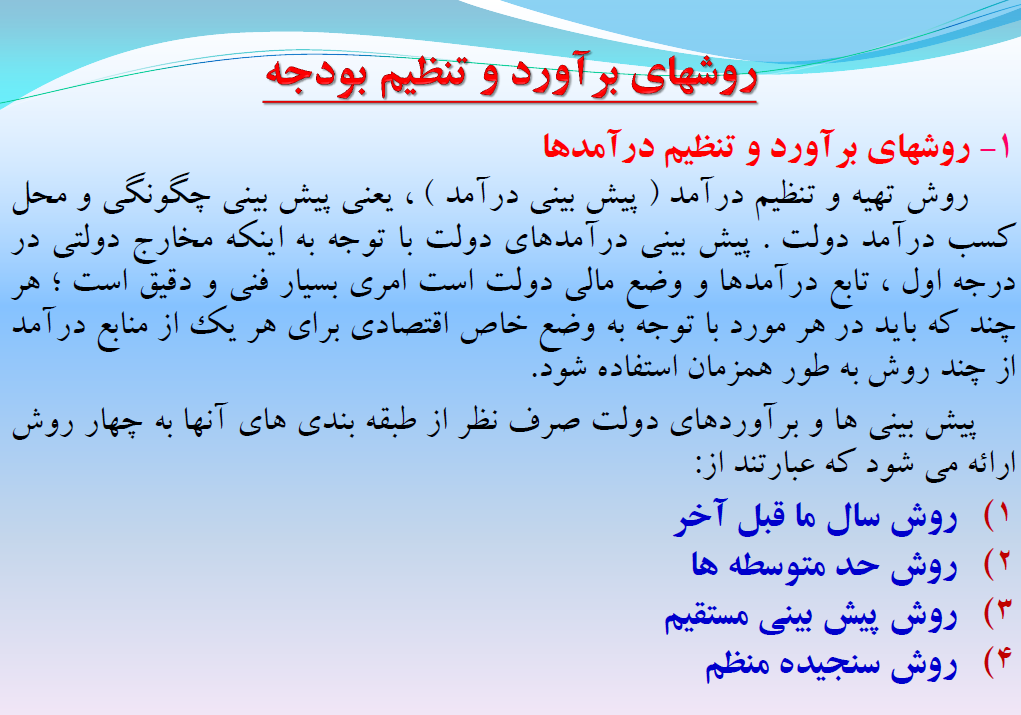 روشهای برآورد و تنظیم بودجه
۱- روشهای برآورد و تنظیم درآمدها
روش تهیه و تنظیم درآمد ( پیش بینی درآمد ) ، یعنی پیش بینی چگونگی و محل
کسب درآمد دولت . پیش بینی درآمدهای دولت با توجه به اینکه مخارج دولتی در
درجه اول ، تابع درآمدها و وضع مالی دولت است امری بسیار فنی و دقیق است ؛ هر
چند که باید در هر مورد با توجه به وضع خاص اقتصادی برای هر یک از منابع درآمد
از چند روش به طور همزمان استفاده شود.
پیش بینی ها و برآوردهای دولت صرف نظر از طبقه بندی های آنها به چهار روش
ارائه می شود که عبارتند از:
۱) روش سال ما قبل آخر
۲) روش حد متوسطه ها
۳) روش پیش بینی مستقیم
۴) روش سنجیده منظم